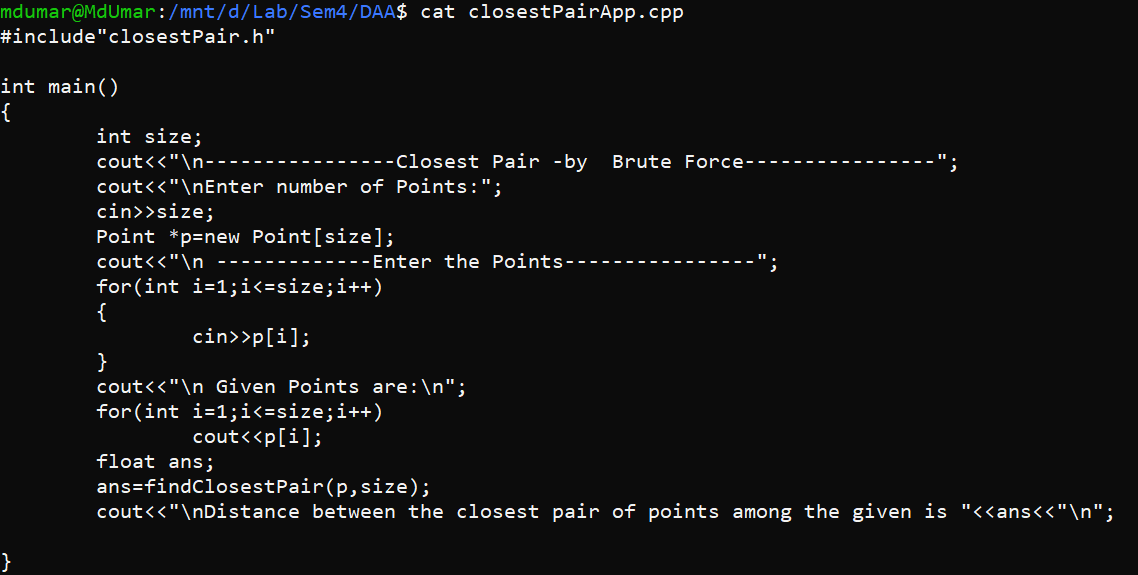 mdumar@MdUmar:/mnt/d/Lab/Sem4/DAA$ cat closestPairApp.cpp
#include"closestPair.h"

int main()
{
        int size;
        cout<<"\n----------------Closest Pair -by  Brute Force----------------";
        cout<<"\nEnter number of Points:";
        cin>>size;
        Point *p=new Point[size];
        cout<<"\n -------------Enter the Points----------------";
        for(int i=1;i<=size;i++)
        {
                cin>>p[i];
        }
        cout<<"\n Given Points are:\n";
        for(int i=1;i<=size;i++)
                cout<<p[i];
        float ans;
        ans=findClosestPair(p,size);
        cout<<"\nDistance between the closest pair of points among the given is "<<ans<<"\n";

}